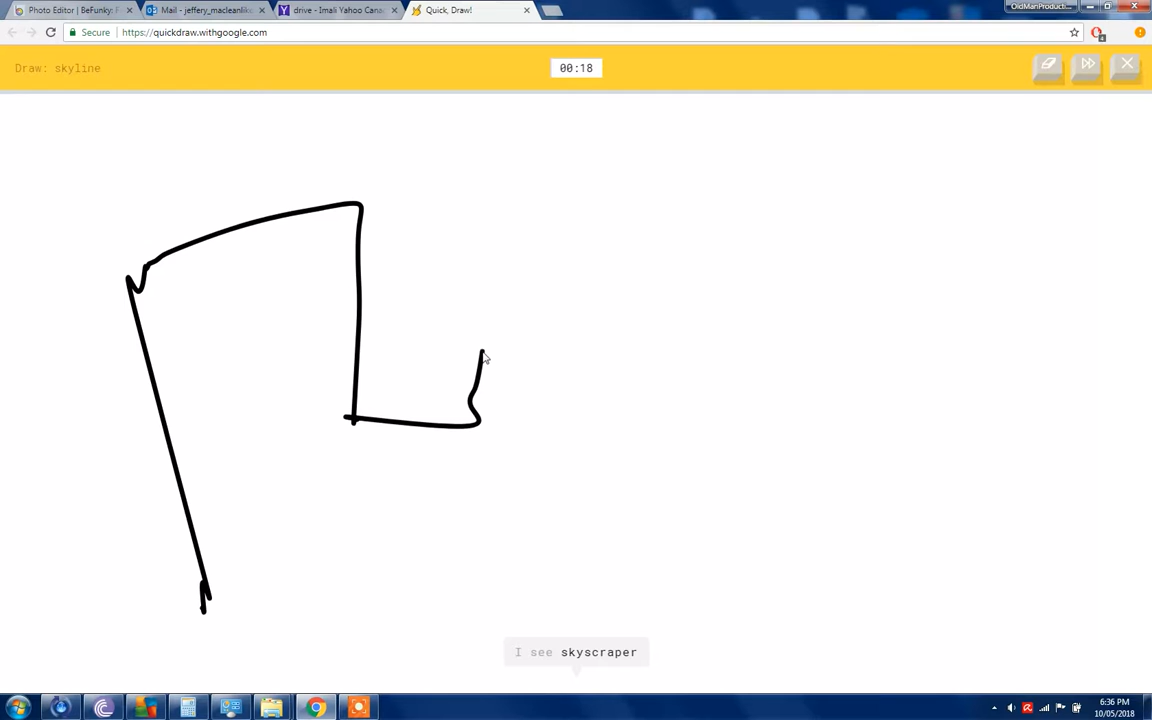 Photo Editor | BeFunky: F
Mail - jeffery_macleanlik
drive - Imali Yahoo Cana
Quick, Draw!
OldManProducti...
Secure
https://quickdraw.withgoogle.com
Draw: skyline
00:18
I see skyscraper
6:36 PM
10/05/2018